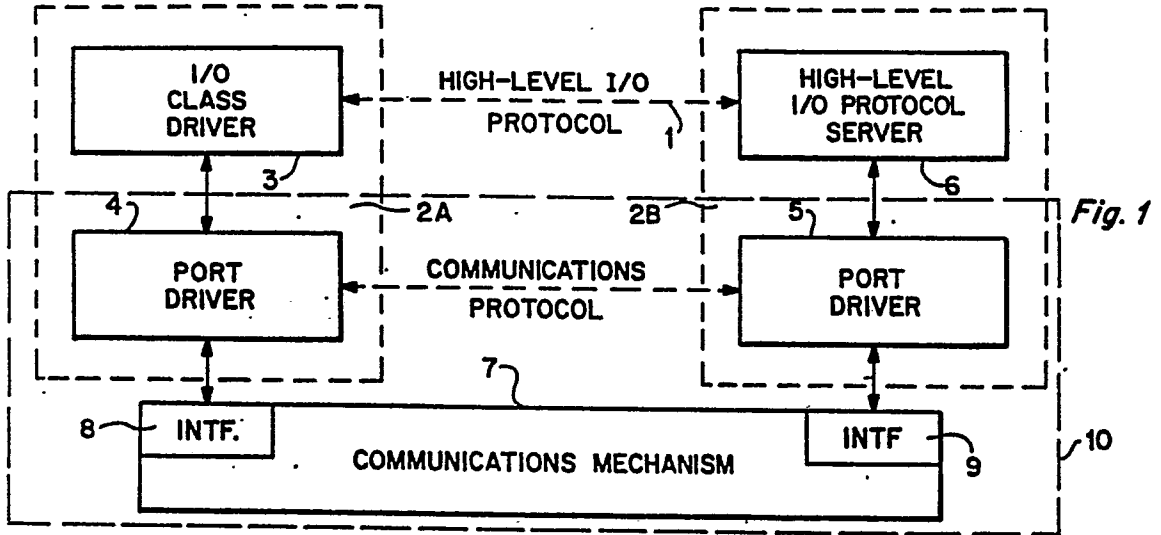 I/O
CLASS
DRIVER
3
HIGH-LEVEL I/O
PROTOCOL
1
HIGH-LEVEL
I/O PROTOCOL
SERVER
6
4
2A
2B
5
Fig. 1
PORT
DRIVER
COMMUNICATIONS
PROTOCOL
PORT
DRIVER
7
8
INTF.
COMMUNICATIONS MECHANISM
INTF
9
10